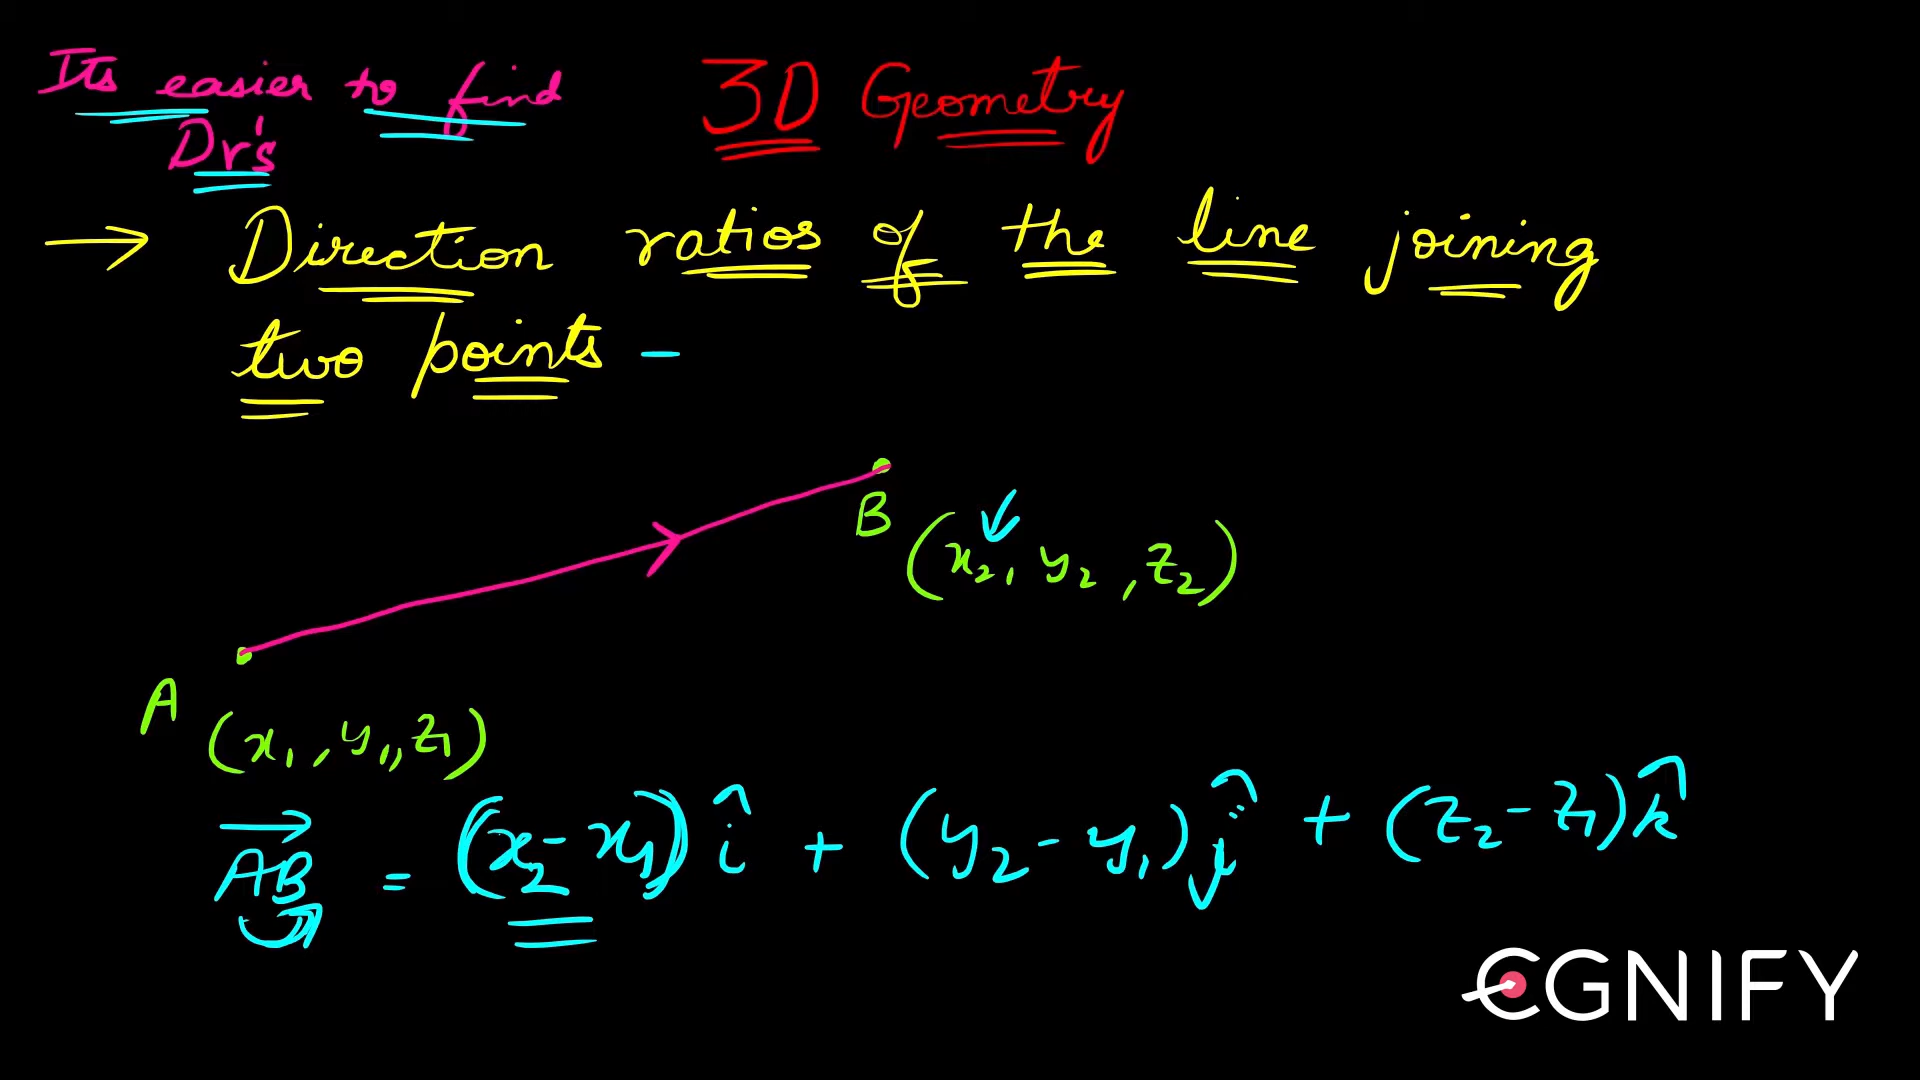 Its easier to find
Dr's
3D Geometry
→ Direction ratios of the line joining
two points -
B
(x₂, y₂, z₂)
A
(x₁, y₁, z₁)
AB⃗ = (x₂ - x₁) î + (y₂ - y₁) ĵ + (z₂ - z₁) k̂
EGNIFY